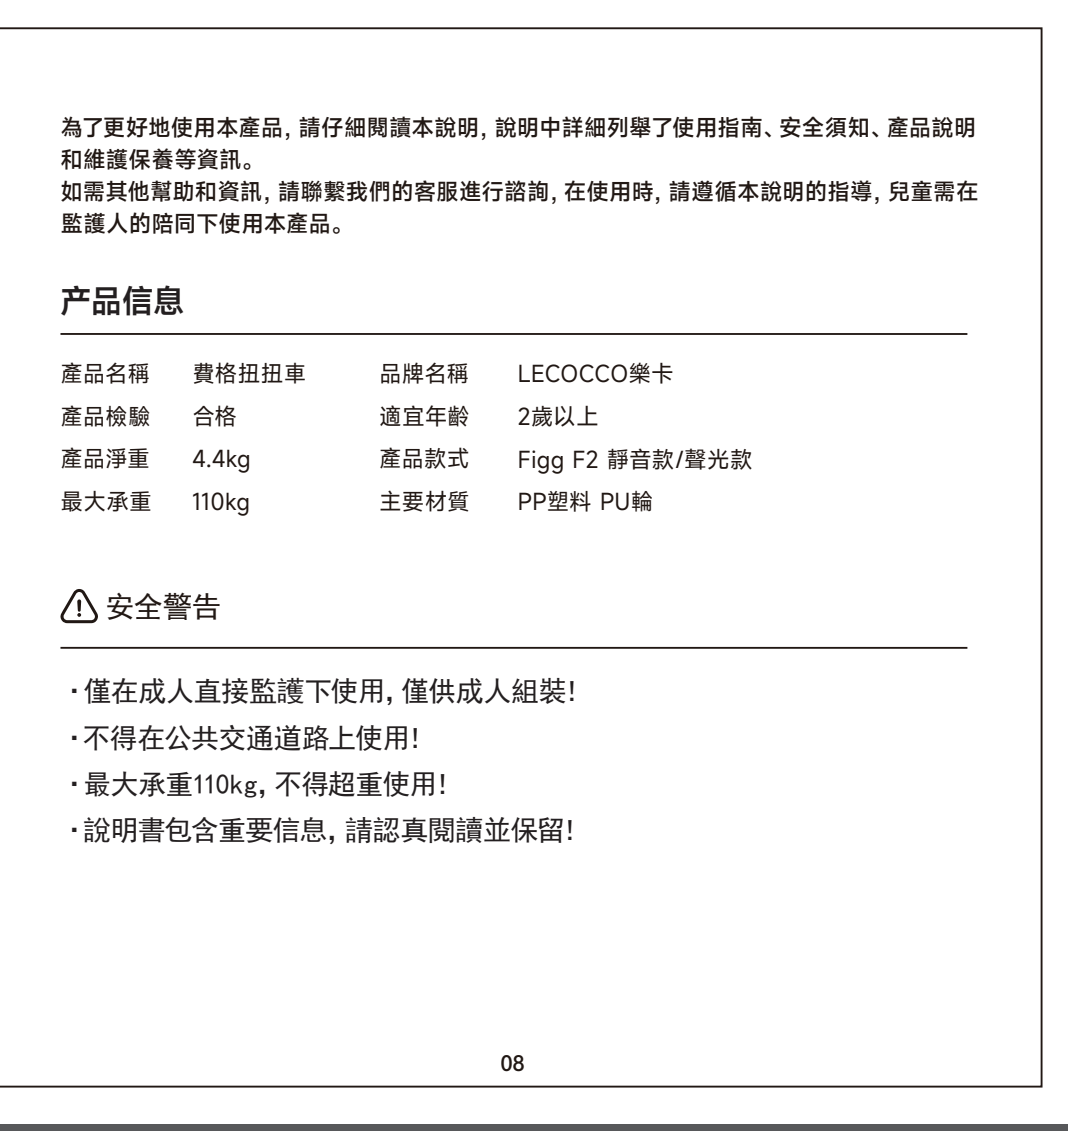 為了更好地使用本產品, 請仔細閱讀本說明, 說明中詳細列舉了使用指南、安全須知、產品說明
和維護保養等資訊。
如需其他幫助和資訊, 請聯繫我們的客服進行諮詢, 在使用時, 請遵循本說明的指導, 兒童需在
監護人的陪同下使用本產品。
产品信息
產品名稱 費格扭扭車 品牌名稱 LECOCCO樂卡
產品檢驗 合格 適宜年齡 2歲以上
產品淨重 4.4kg 產品款式 Figg F2 靜音款/聲光款
最大承重 110kg 主要材質 PP塑料 PU輪
安全警告
·僅在成人直接監護下使用, 僅供成人組裝!
·不得在公共交通道路上使用!
·最大承重110kg, 不得超重使用!
·說明書包含重要信息, 請認真閱讀並保留!
08